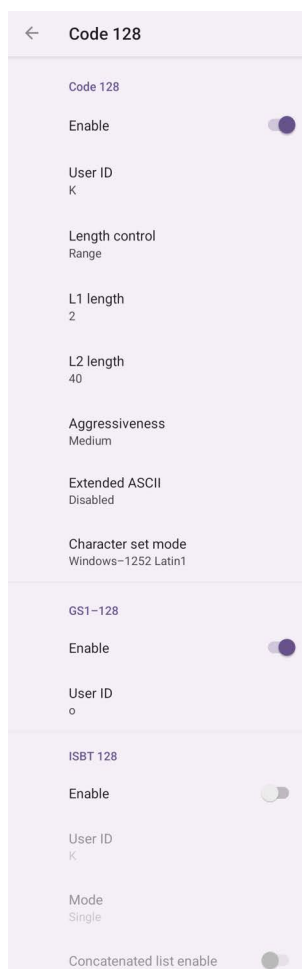 Code 128
Code 128
Enable
User ID
K
Length control
Range
L1 length
2
L2 length
40
Aggressiveness
Medium
Extended ASCII
Disabled
Character set mode
Windows-1252 Latin1
GS1-128
Enable
User ID
o
ISBT 128
Enable
User ID
K
Mode
Single
Concatenated list enable